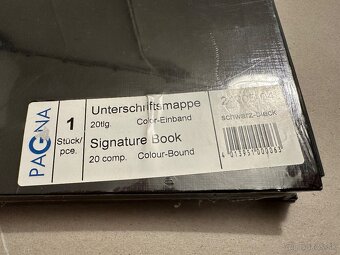 PAGNA
1
Stück/
pce.
Unterschriftsmappe
20tlg. Color-Einband
Signature Book
20 comp. Colour-Bound
schwarz-black